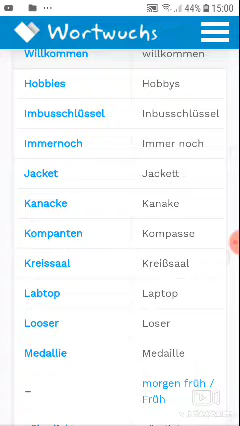 44% 15:00
Wortwuchs
Willkommen willkommen
Hobbies Hobbys
Imbusschlüssel Inbusschlüssel
Immernoch Immer noch
Jacket Jackett
Kanacke Kanake
Kompanten Kompasse
Kreissaal Kreißsaal
Labtop Laptop
Looser Loser
Medallie Medaille
– morgen früh /
Früh